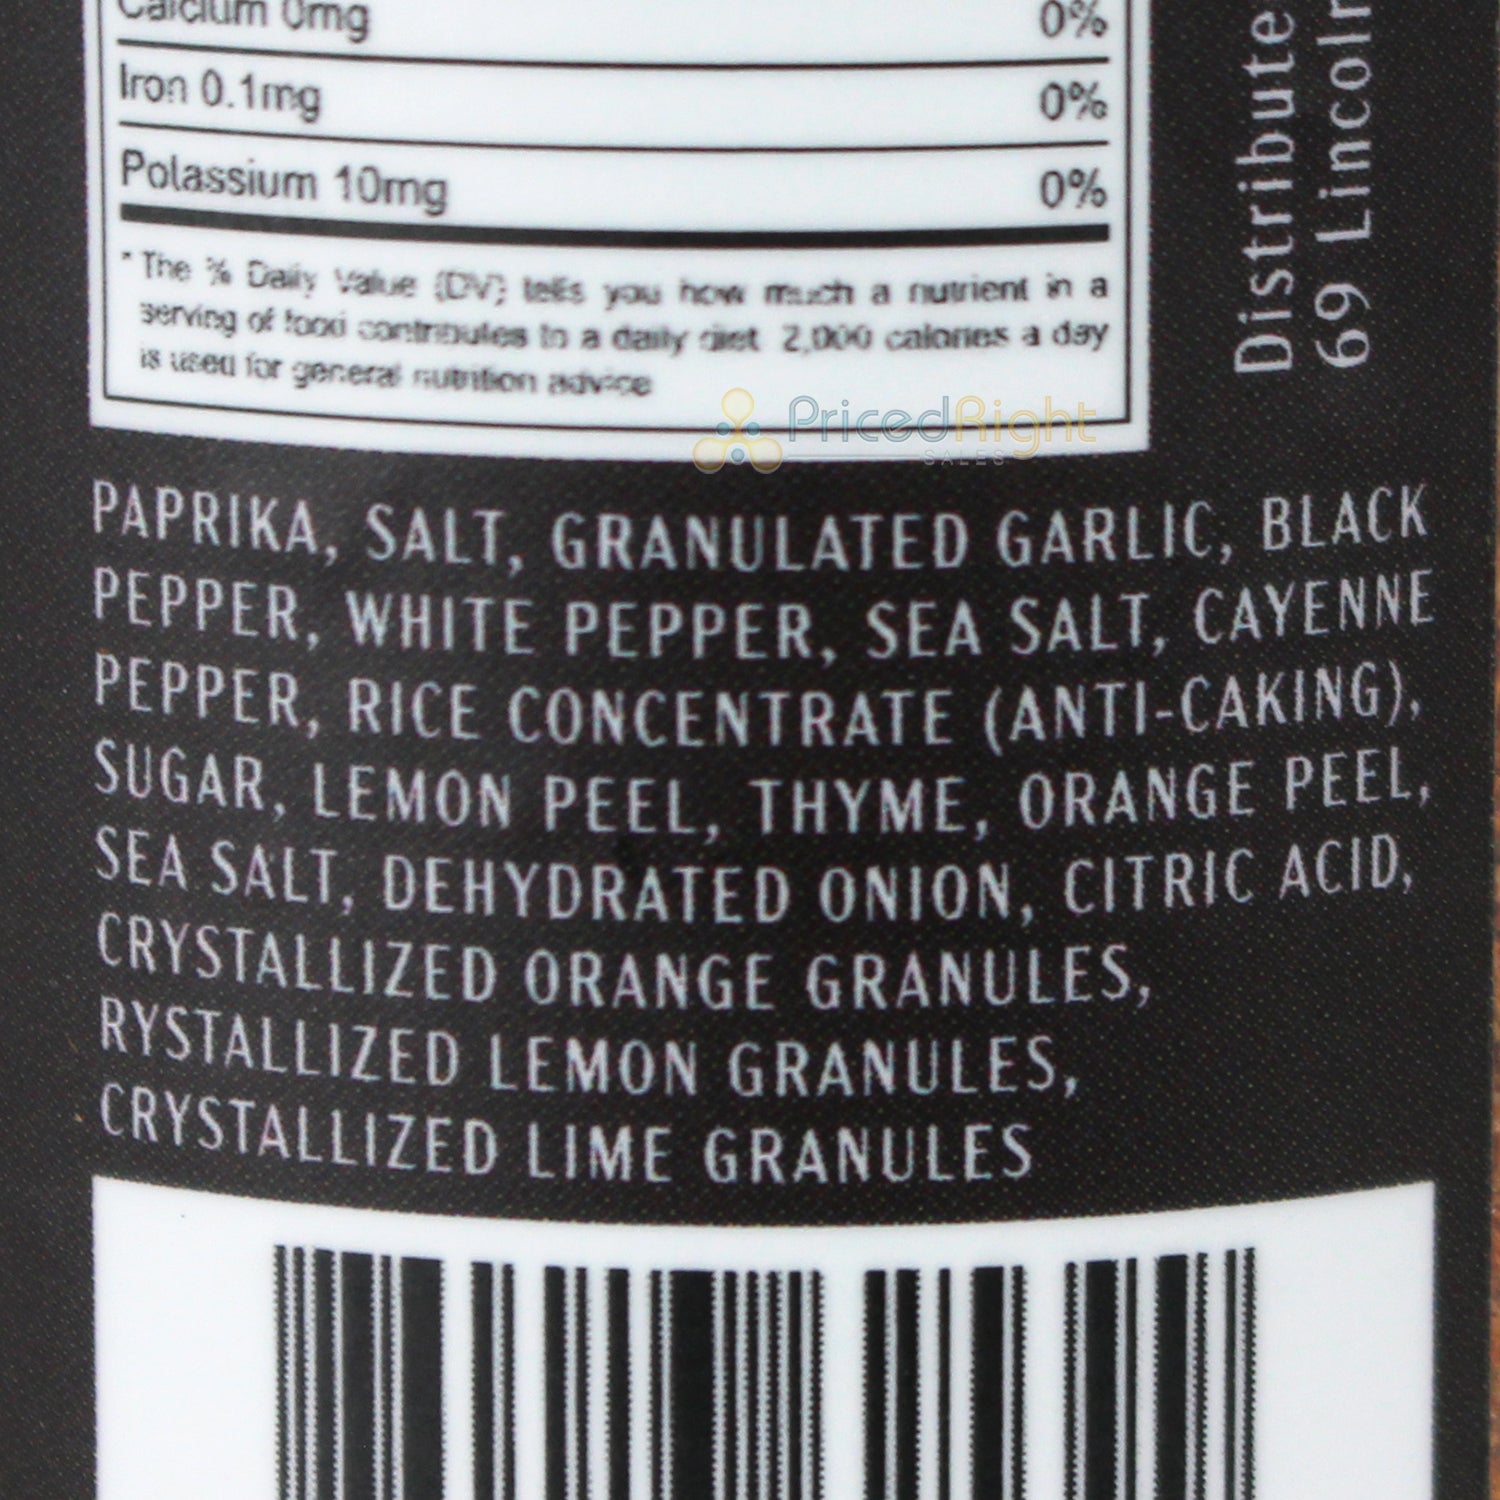 Calcium 0mg 0%
Iron 0.1mg 0%
Potassium 10mg 0%
* The % Daily Value (DV) tells you how much a nutrient in a
serving of food contributes to a daily diet 2,000 calories a day
is used for general nutrition advice
PricedRight
SALES
PAPRIKA, SALT, GRANULATED GARLIC, BLACK
PEPPER, WHITE PEPPER, SEA SALT, CAYENNE
PEPPER, RICE CONCENTRATE (ANTI-CAKING),
SUGAR, LEMON PEEL, THYME, ORANGE PEEL,
SEA SALT, DEHYDRATED ONION, CITRIC ACID,
CRYSTALLIZED ORANGE GRANULES,
RYSTALLIZED LEMON GRANULES,
CRYSTALLIZED LIME GRANULES
Distribute
69 Lincoln